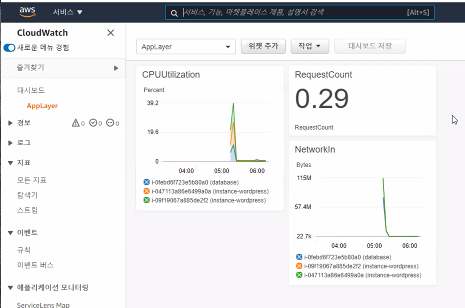 aws
서비스
서비스, 기능, 마켓플레이스 제품, 설명서 검색
[Alt+S]
CloudWatch
새로운 메뉴 경험
즐겨찾기
대시보드
AppLayer
경보
0
0
0
로그
지표
모든 지표
탐색기
스트림
이벤트
규칙
이벤트 버스
애플리케이션 모니터링
ServiceLens Map
AppLayer
위젯 추가
작업
대시보드 저장
CPUUtilization
Percent
39.2
19.6
0
04:00
05:00
06:00
i-0febd6f723e5b80a0 (database)
i-047113a86e6499a0a (instance-wordpress)
i-09f19067a885de2f2 (instance-wordpress)
RequestCount
0.29
RequestCount
NetworkIn
Bytes
115M
57.4M
22.7k
04:00
05:00
06:00
i-0febd6f723e5b80a0 (database)
i-09f19067a885de2f2 (instance-wordpress)
i-047113a86e6499a0a (instance-wordpress)